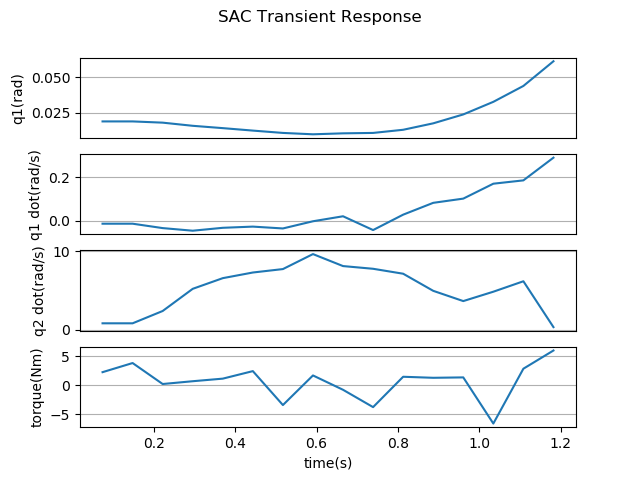 SAC Transient Response
q1(rad)
0.050
0.025
q1 dot(rad/s)
0.2
0.0
q2 dot(rad/s)
10
0
torque(Nm)
5
0
−5
0.2 0.4 0.6 0.8 1.0 1.2
time(s)